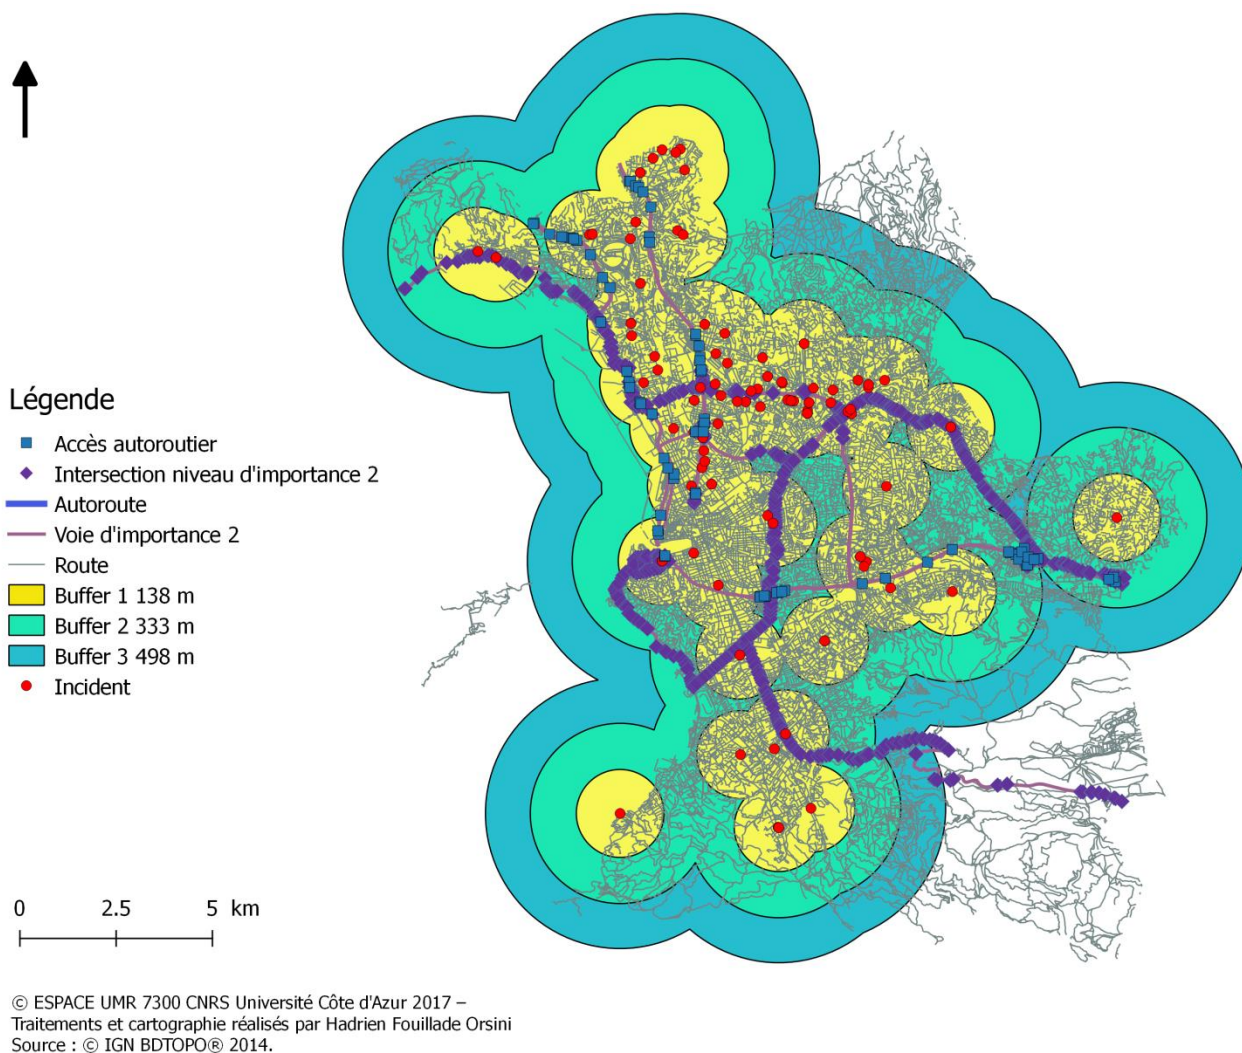 Légende
Accès autoroutier
Intersection niveau d'importance 2
Autoroute
Voie d'importance 2
Route
Buffer 1 138 m
Buffer 2 333 m
Buffer 3 498 m
Incident
0 2.5 5 km
© ESPACE UMR 7300 CNRS Université Côte d'Azur 2017 –
Traitements et cartographie réalisés par Hadrien Fouillade Orsini
Source : © IGN BDTOPO® 2014.